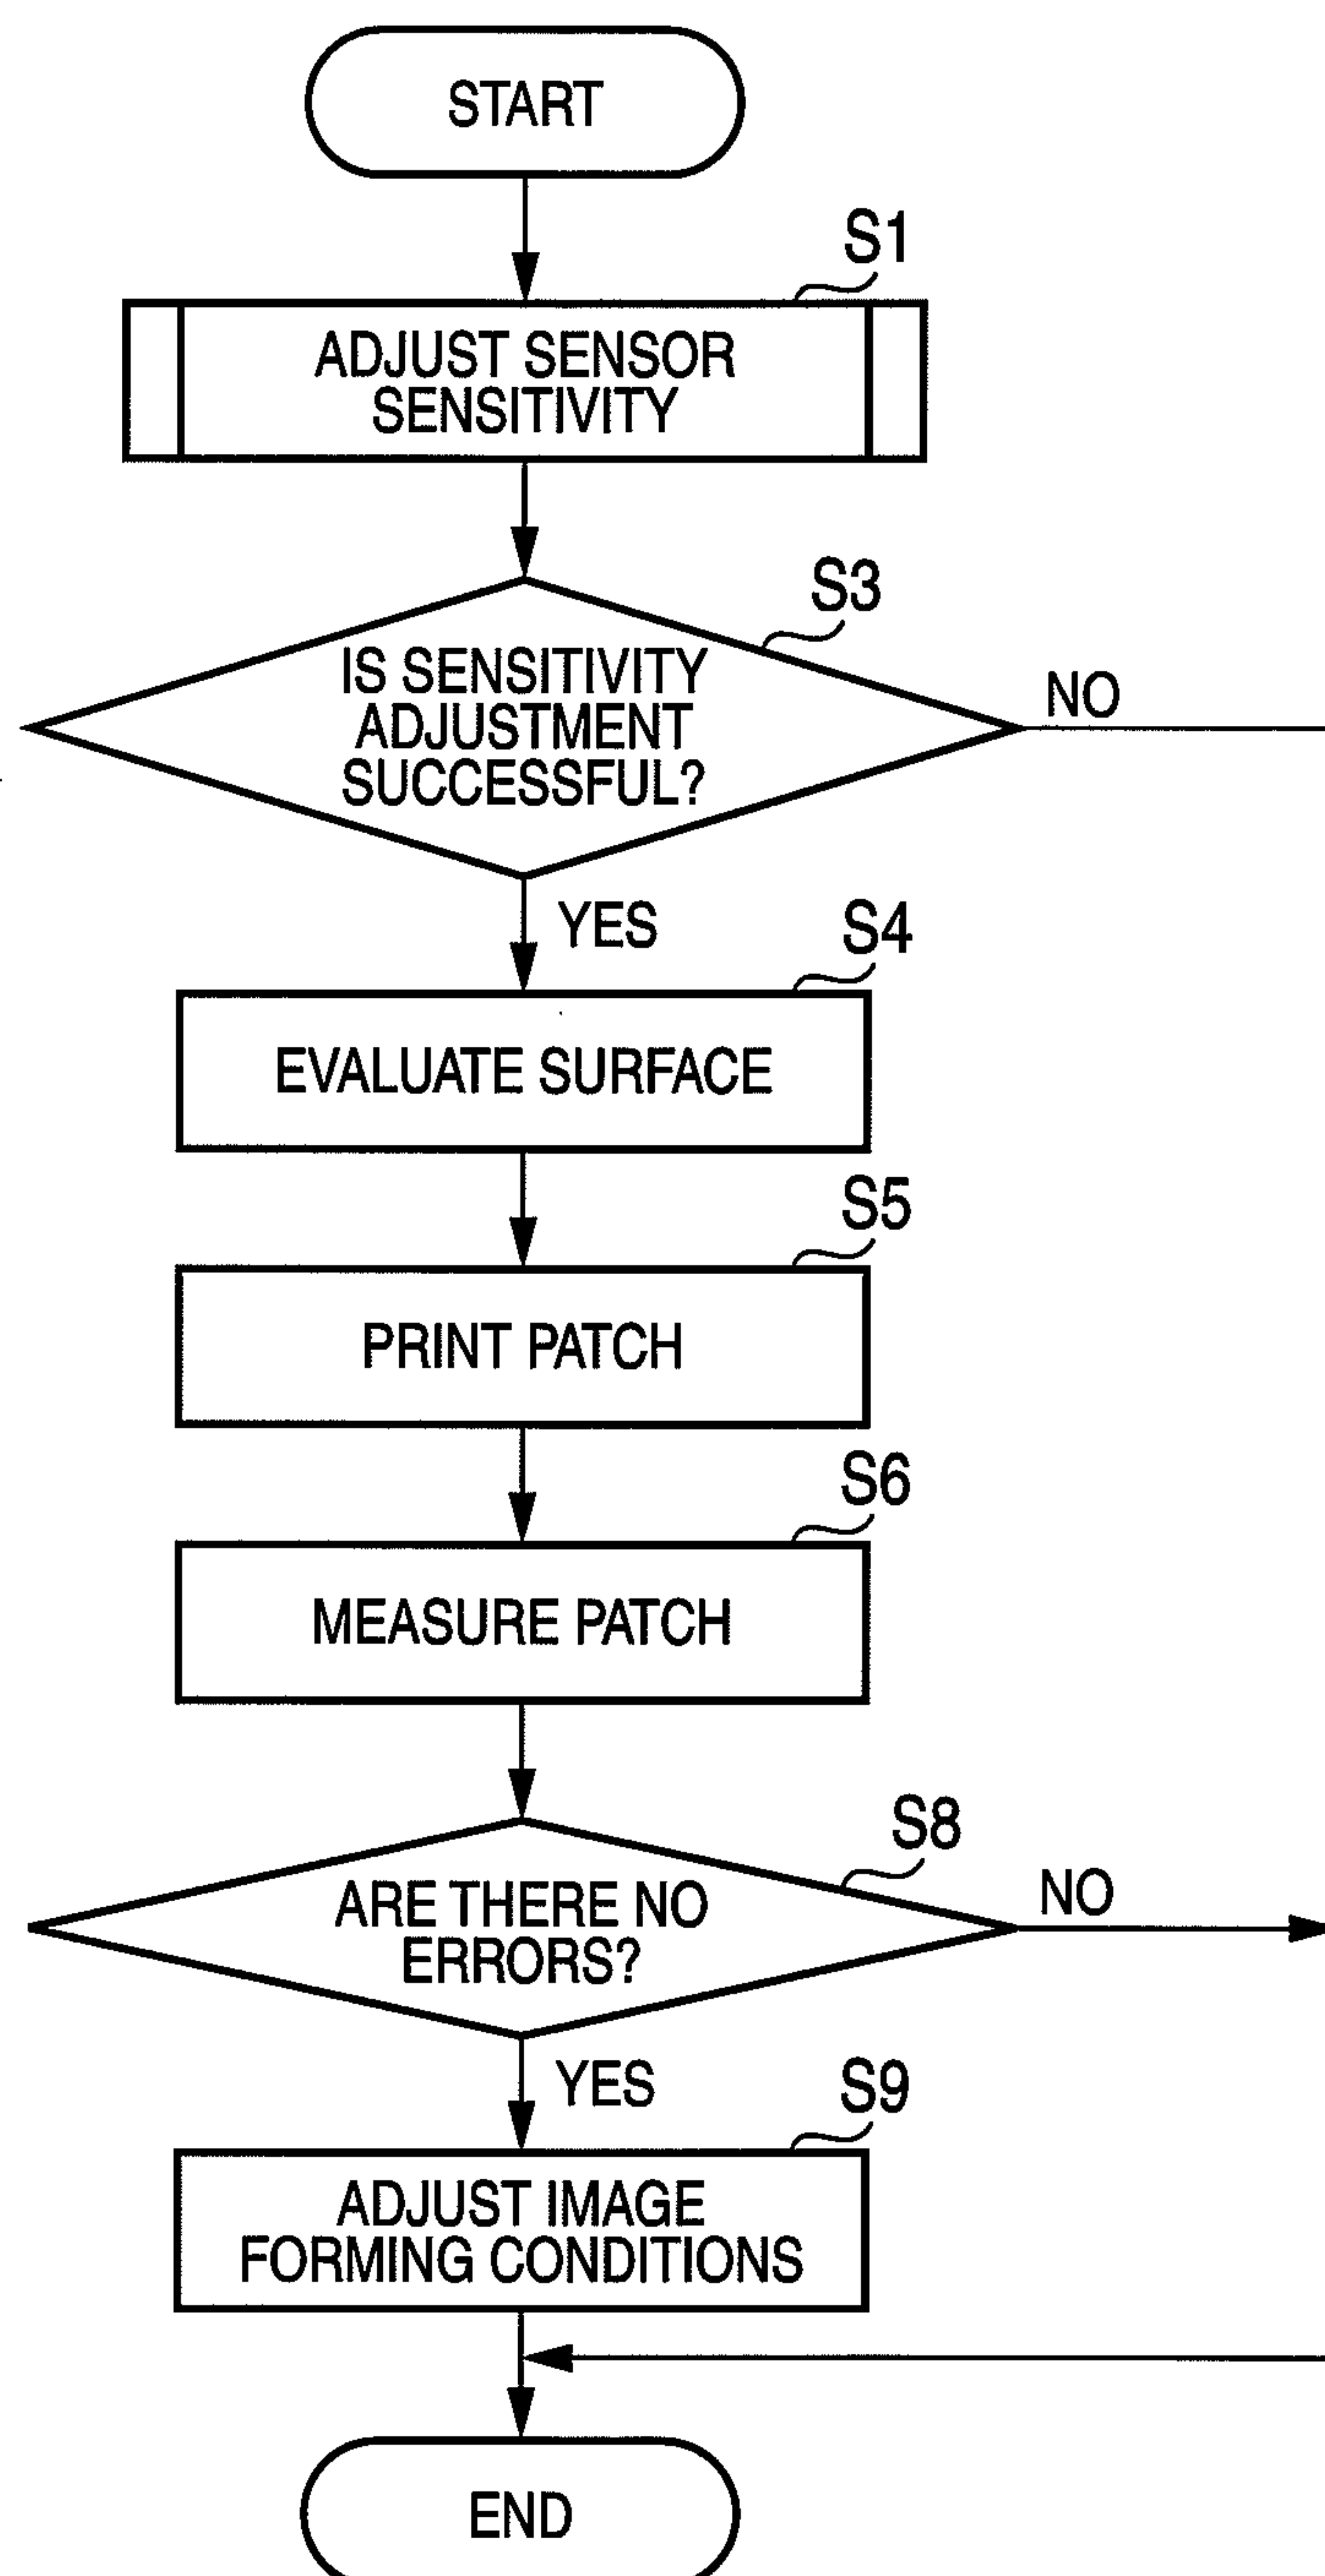 START
S1
ADJUST SENSOR
SENSITIVITY
S3
IS SENSITIVITY
ADJUSTMENT
SUCCESSFUL?
NO
YES
S4
EVALUATE SURFACE
S5
PRINT PATCH
S6
MEASURE PATCH
S8
ARE THERE NO
ERRORS?
NO
YES
S9
ADJUST IMAGE
FORMING CONDITIONS
END